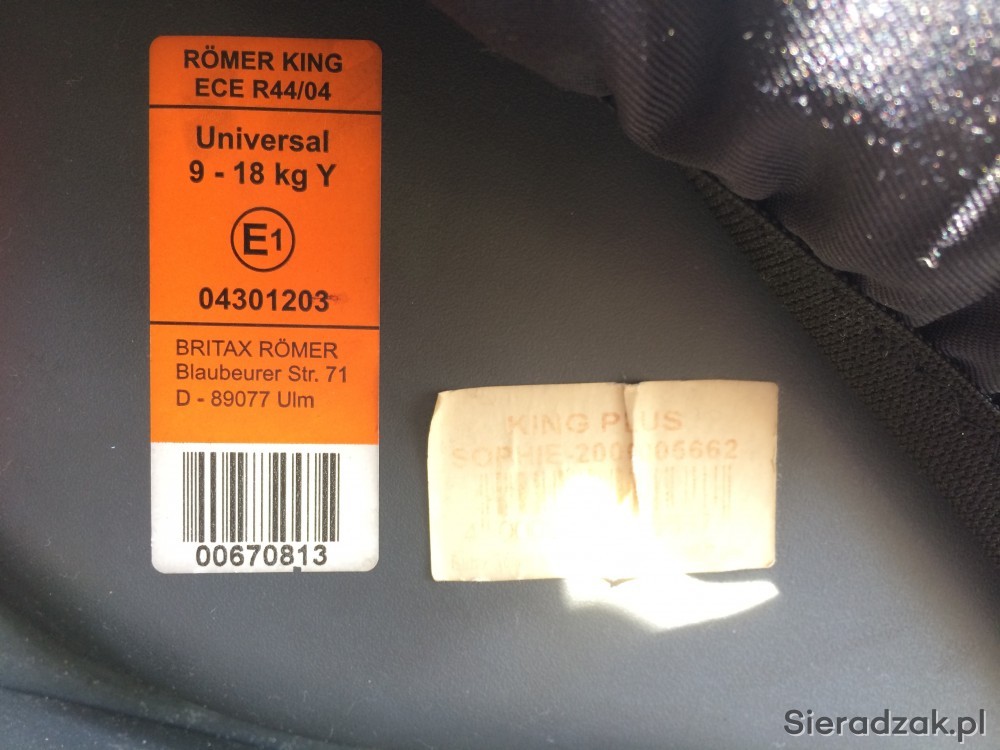 RÖMER KING
ECE R44/04
Universal
9 - 18 kg Y
E1
04301203
BRITAX RÖMER
Blaubeurer Str. 71
D - 89077 Ulm
00670813
KING PLUS
Sieradzak.pl